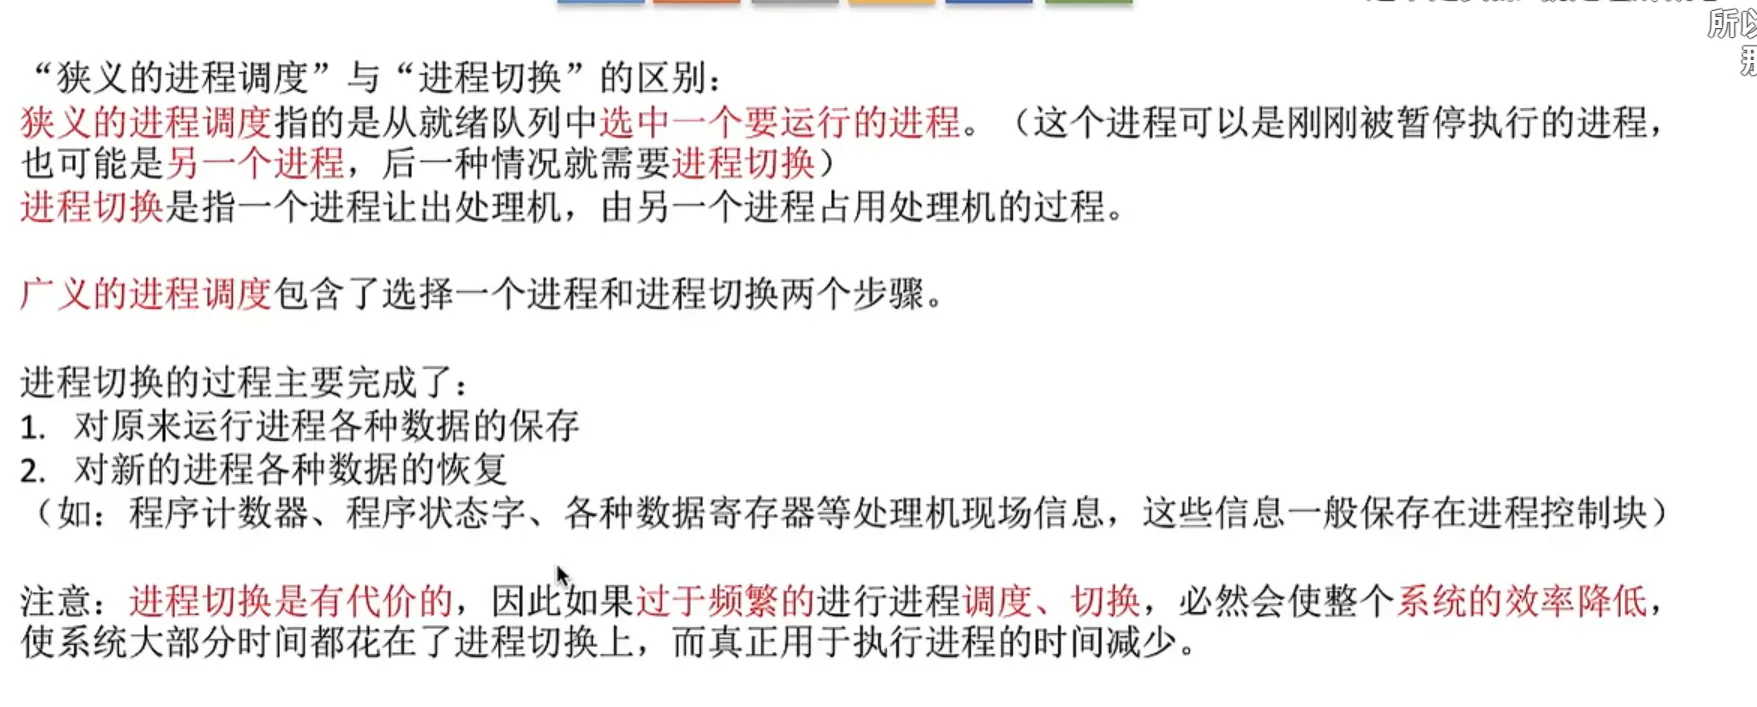 所以
“狭义的进程调度”与“进程切换”的区别：
狭义的进程调度指的是从就绪队列中选中一个要运行的进程。（这个进程可以是刚刚被暂停执行的进程，
也可能是另一个进程，后一种情况就需要进程切换）
进程切换是指一个进程让出处理机，由另一个进程占用处理机的过程。
广义的进程调度包含了选择一个进程和进程切换两个步骤。
进程切换的过程主要完成了：
1. 对原来运行进程各种数据的保存
2. 对新的进程各种数据的恢复
（如：程序计数器、程序状态字、各种数据寄存器等处理机现场信息，这些信息一般保存在进程控制块）
注意：进程切换是有代价的，因此如果过于频繁的进行进程调度、切换，必然会使整个系统的效率降低，
使系统大部分时间都花在了进程切换上，而真正用于执行进程的时间减少。